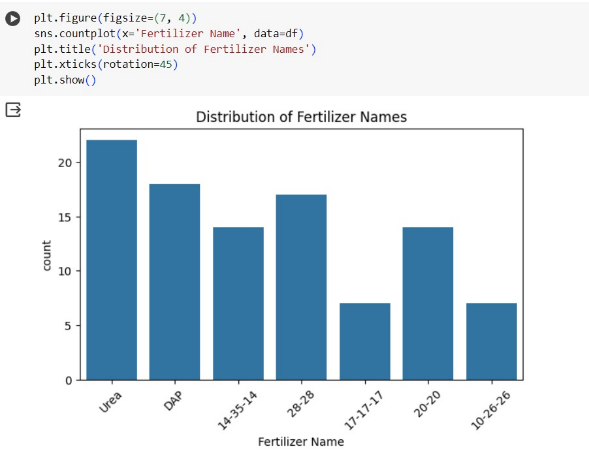 plt.figure(figsize=(7, 4))
sns.countplot(x='Fertilizer Name', data=df)
plt.title('Distribution of Fertilizer Names')
plt.xticks(rotation=45)
plt.show()
Distribution of Fertilizer Names
20
15
10
5
0
count
Urea
DAP
14-35-14
28-28
17-17-17
20-20
10-26-26
Fertilizer Name